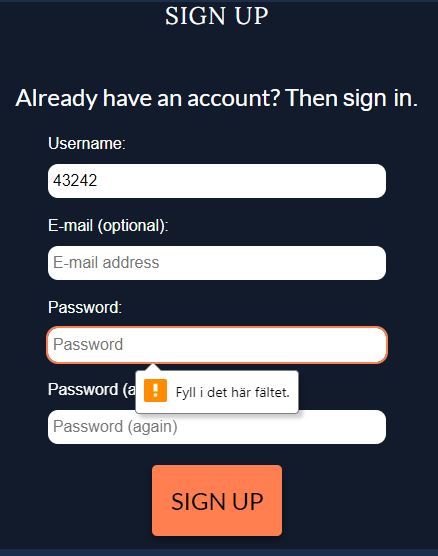 SIGN UP
Already have an account? Then sign in.
Username:
43242
E-mail (optional):
E-mail address
Password:
Password
Fyll i det här fältet.
Password (a
Password (again)
SIGN UP